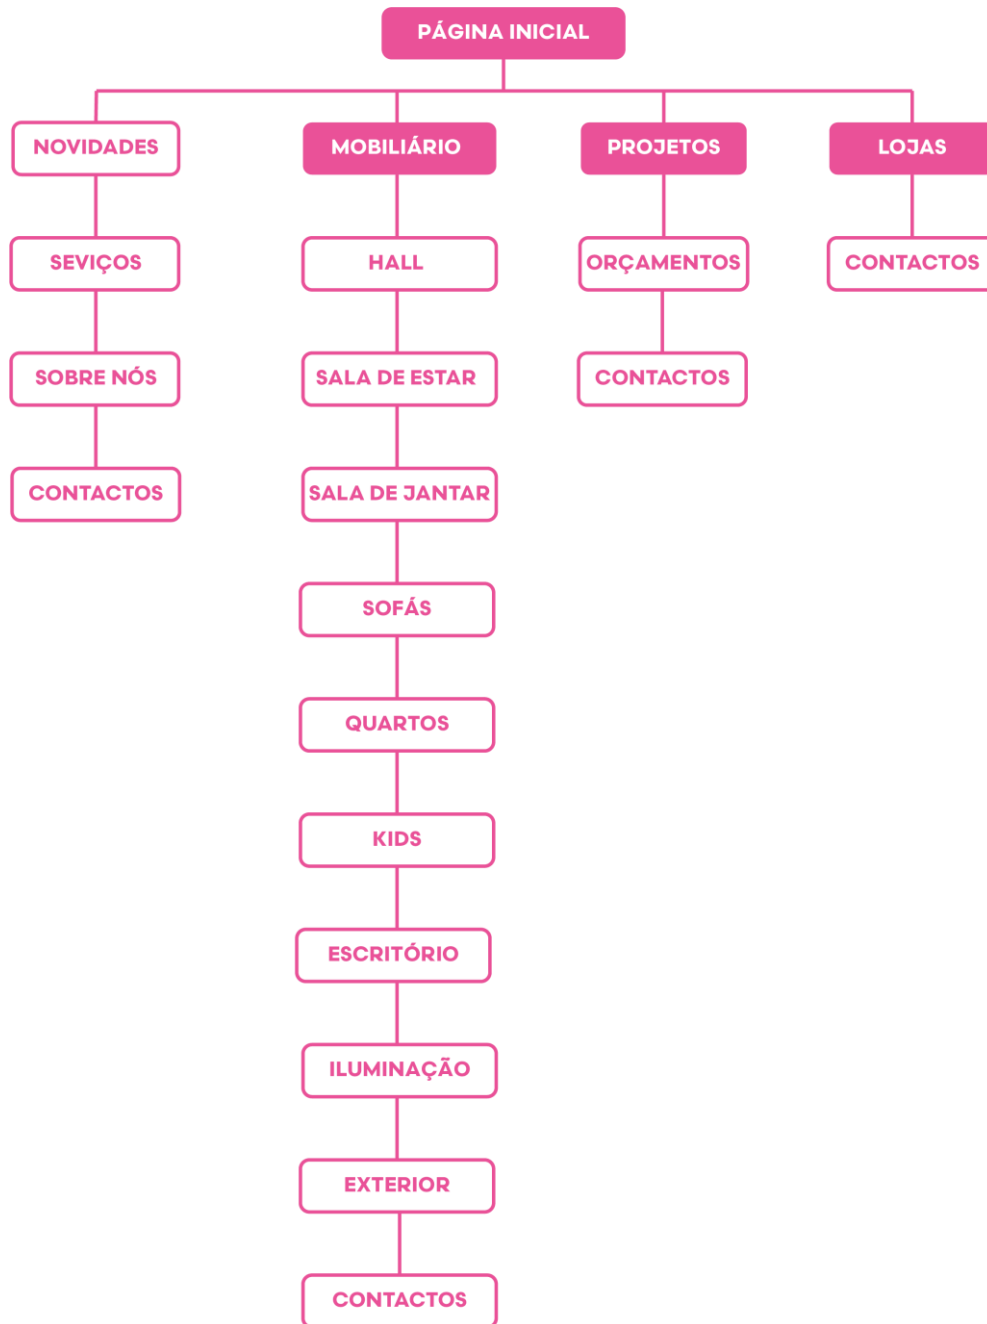 PÁGINA INICIAL
NOVIDADES
MOBILIÁRIO
PROJETOS
LOJAS
SEVIÇOS
HALL
ORÇAMENTOS
CONTACTOS
SOBRE NÓS
SALA DE ESTAR
CONTACTOS
CONTACTOS
SALA DE JANTAR
SOFÁS
QUARTOS
KIDS
ESCRITÓRIO
ILUMINAÇÃO
EXTERIOR
CONTACTOS